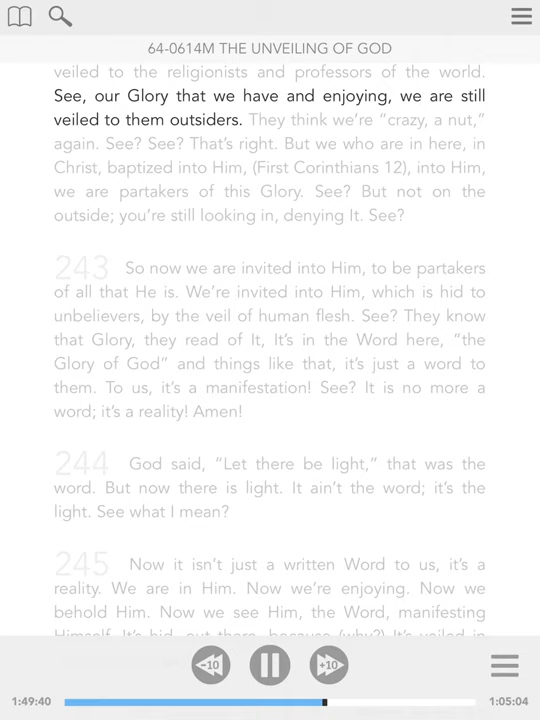 64-0614M THE UNVEILING OF GOD
veiled to the religionists and professors of the world.
See, our Glory that we have and enjoying, we are still
veiled to them outsiders. They think we're “crazy, a nut,”
again. See? See? That's right. But we who are in here, in
Christ, baptized into Him, (First Corinthians 12), into Him,
we are partakers of this Glory. See? But not on the
outside; you're still looking in, denying It. See?
243 So now we are invited into Him, to be partakers
of all that He is. We're invited into Him, which is hid to
unbelievers, by the veil of human flesh. See? They know
that Glory, they read of It, It's in the Word here, “the
Glory of God” and things like that, it's just a word to
them. To us, it's a manifestation! See? It is no more a
word; it's a reality! Amen!
244 God said, “Let there be light,” that was the
word. But now there is light. It ain't the word; it's the
light. See what I mean?
245 Now it isn't just a written Word to us, it's a
reality. We are in Him. Now we're enjoying. Now we
behold Him. Now we see Him, the Word, manifesting
Himself. It's hid, out there, because (why?) It's veiled in
-10 +10
1:49:40 1:05:04